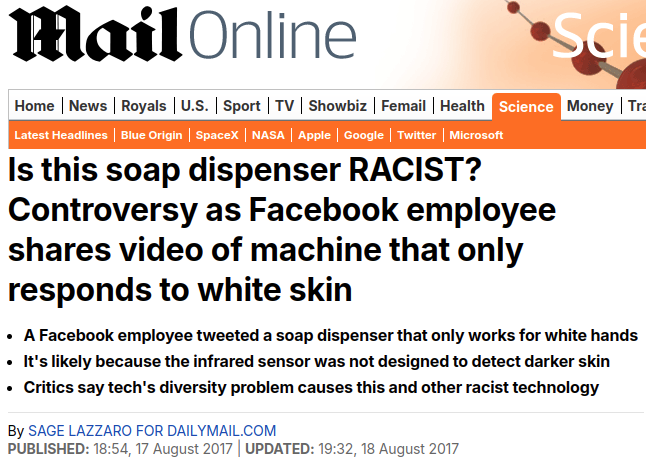 Mail Online
Home News Royals U.S. Sport TV Showbiz Femail Health Science Money
Latest Headlines Blue Origin SpaceX NASA Apple Google Twitter Microsoft
Is this soap dispenser RACIST?
Controversy as Facebook employee
shares video of machine that only
responds to white skin
• A Facebook employee tweeted a soap dispenser that only works for white hands
• It's likely because the infrared sensor was not designed to detect darker skin
• Critics say tech's diversity problem causes this and other racist technology
By SAGE LAZZARO FOR DAILYMAIL.COM
PUBLISHED: 18:54, 17 August 2017 | UPDATED: 19:32, 18 August 2017